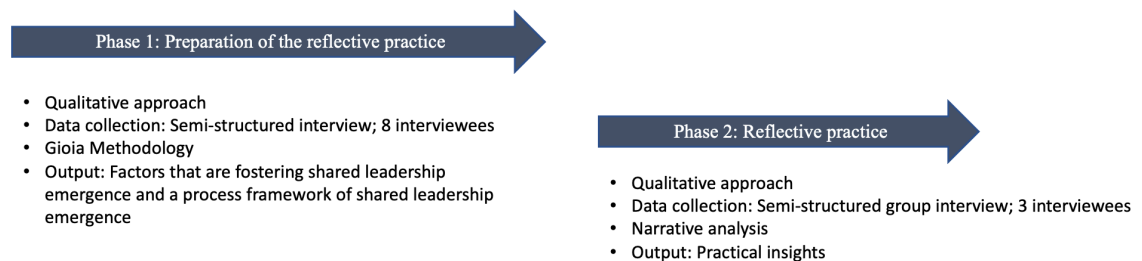 Phase 1: Preparation of the reflective practice
• Qualitative approach
• Data collection: Semi-structured interview; 8 interviewees
• Gioia Methodology
• Output: Factors that are fostering shared leadership
emergence and a process framework of shared leadership
emergence
Phase 2: Reflective practice
• Qualitative approach
• Data collection: Semi-structured group interview; 3 interviewees
• Narrative analysis
• Output: Practical insights